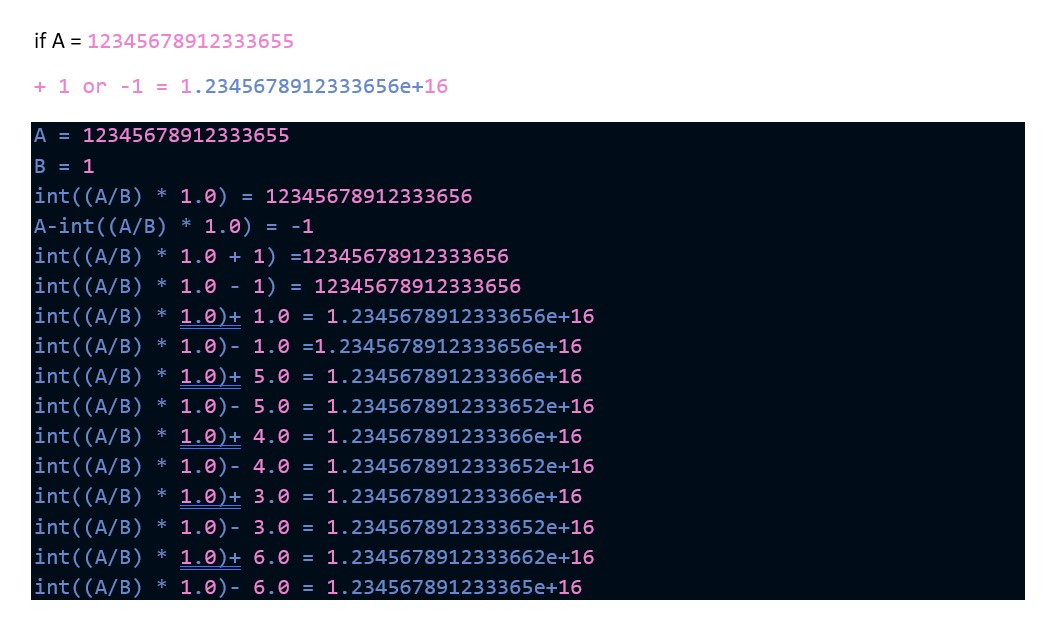 if A = 12345678912333655
+ 1 or -1 = 1.2345678912333656e+16
A = 12345678912333655
B = 1
int((A/B) * 1.0) = 12345678912333656
A-int((A/B) * 1.0) = -1
int((A/B) * 1.0 + 1) =12345678912333656
int((A/B) * 1.0 - 1) = 12345678912333656
int((A/B) * 1.0)+ 1.0 = 1.2345678912333656e+16
int((A/B) * 1.0)- 1.0 =1.2345678912333656e+16
int((A/B) * 1.0)+ 5.0 = 1.234567891233366e+16
int((A/B) * 1.0)- 5.0 = 1.2345678912333652e+16
int((A/B) * 1.0)+ 4.0 = 1.234567891233366e+16
int((A/B) * 1.0)- 4.0 = 1.2345678912333652e+16
int((A/B) * 1.0)+ 3.0 = 1.234567891233366e+16
int((A/B) * 1.0)- 3.0 = 1.2345678912333652e+16
int((A/B) * 1.0)+ 6.0 = 1.2345678912333662e+16
int((A/B) * 1.0)- 6.0 = 1.234567891233365e+16